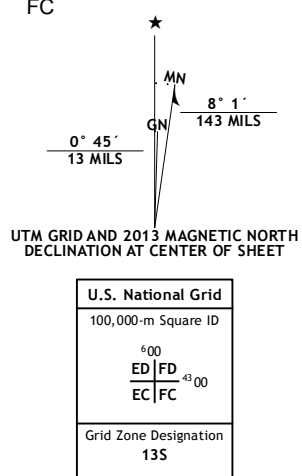 FC
★
MN
GN
8° 1´
143 MILS
0° 45´
13 MILS
UTM GRID AND 2013 MAGNETIC NORTH
DECLINATION AT CENTER OF SHEET
U.S. National Grid
100,000-m Square ID
⁶00
ED FD
⁴³00
EC FC
Grid Zone Designation
13S